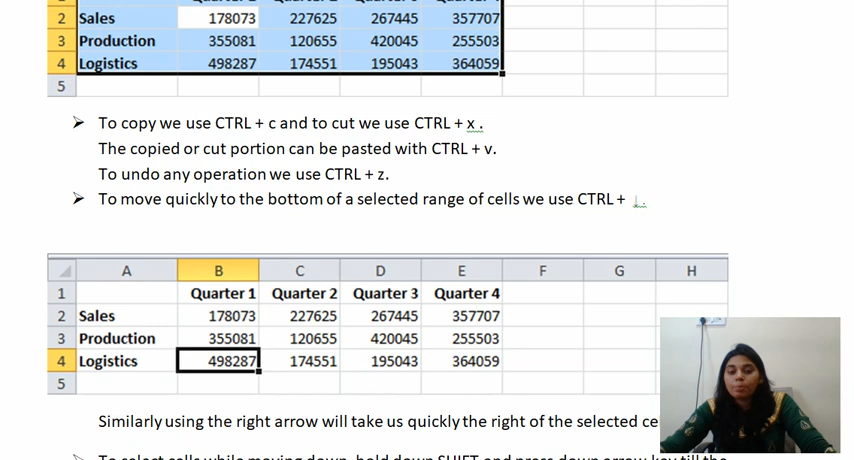 2 Sales 178073 227625 267445 357707
3 Production 355081 120655 420045 255503
4 Logistics 498287 174551 195043 364059
5
➢ To copy we use CTRL + c and to cut we use CTRL + x .
The copied or cut portion can be pasted with CTRL + v.
To undo any operation we use CTRL + z.
➢ To move quickly to the bottom of a selected range of cells we use CTRL + ↓.
A B C D E F G H
1 Quarter 1 Quarter 2 Quarter 3 Quarter 4
2 Sales 178073 227625 267445 357707
3 Production 355081 120655 420045 255503
4 Logistics 498287 174551 195043 364059
5
Similarly using the right arrow will take us quickly the right of the selected ce
➢ To select cells while moving down, hold down SHIFT and press down arrow key till the